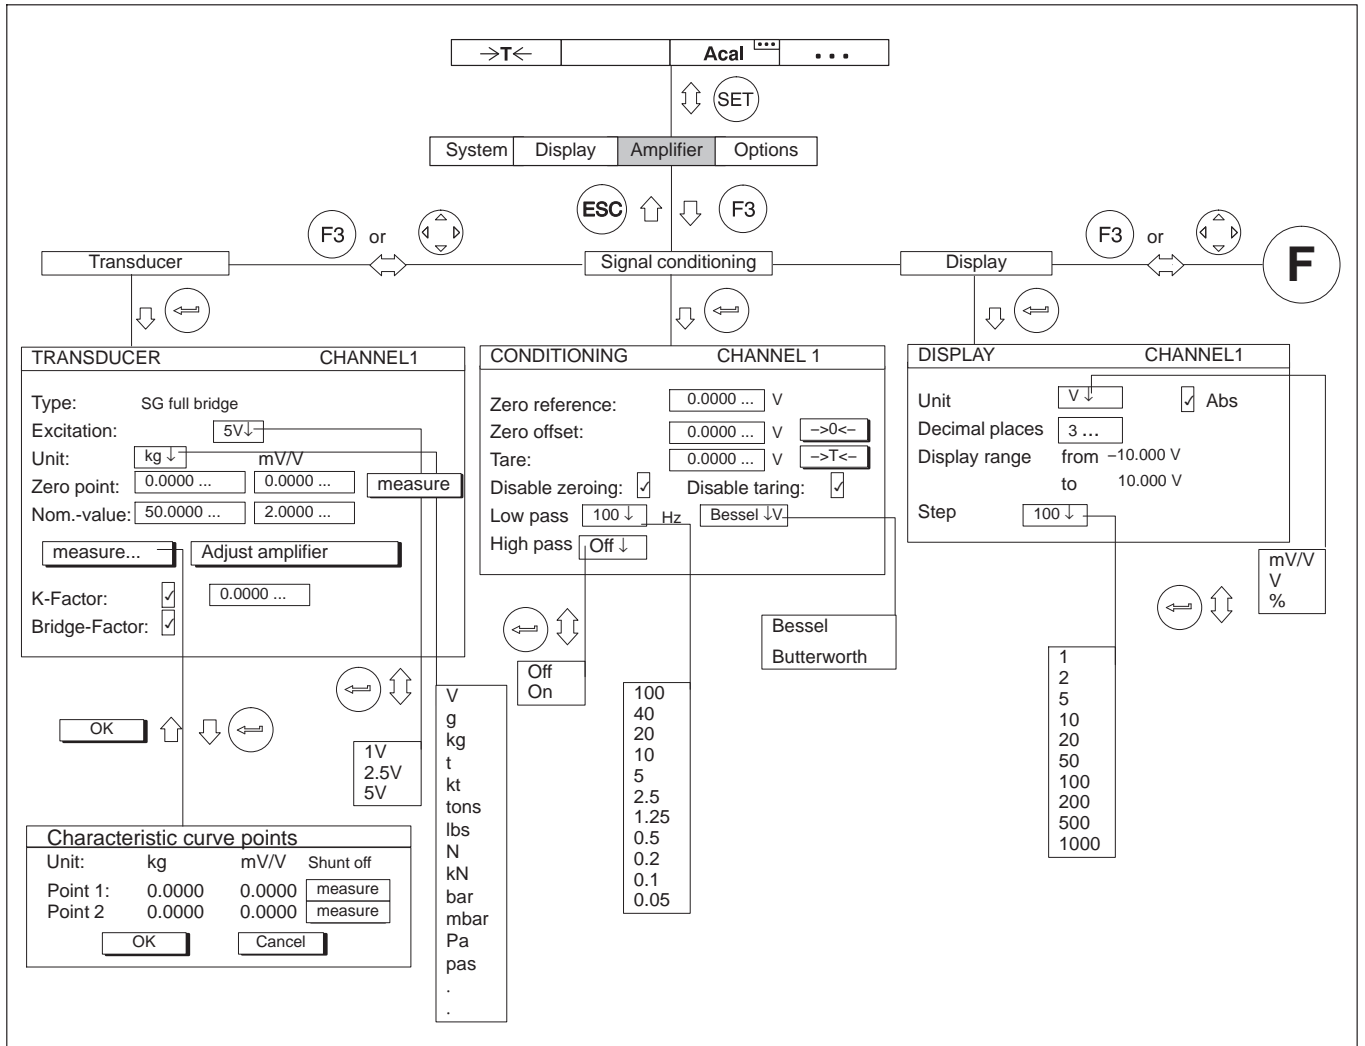 →T← Acal ... ...
SET
System Display Amplifier Options
ESC F3
F3 or
F3 or
Transducer Signal conditioning Display
F
TRANSDUCER CHANNEL1
Type: SG full bridge
Excitation: 5V↓
Unit: kg ↓ mV/V
Zero point: 0.0000 ... 0.0000 ... measure
Nom.-value: 50.0000 ... 2.0000 ...
measure... Adjust amplifier
K-Factor: ✓ 0.0000 ...
Bridge-Factor: ✓
CONDITIONING CHANNEL 1
Zero reference: 0.0000 ... V
Zero offset: 0.0000 ... V –>0<–
Tare: 0.0000 ... V –>T<–
Disable zeroing: ✓ Disable taring: ✓
Low pass 100 ↓ Hz Bessel ↓V
High pass Off ↓
DISPLAY CHANNEL1
Unit V ↓ ✓ Abs
Decimal places 3 ...
Display range from –10.000 V
to 10.000 V
Step 100 ↓
mV/V
V
%
Bessel
Butterworth
Off
On
OK
1V
2.5V
5V
V
g
kg
t
kt
tons
lbs
N
kN
bar
mbar
Pa
pas
.
.
100
40
20
10
5
2.5
1.25
0.5
0.2
0.1
0.05
1
2
5
10
20
50
100
200
500
1000
Characteristic curve points
Unit: kg mV/V Shunt off
Point 1: 0.0000 0.0000 measure
Point 2 0.0000 0.0000 measure
OK Cancel